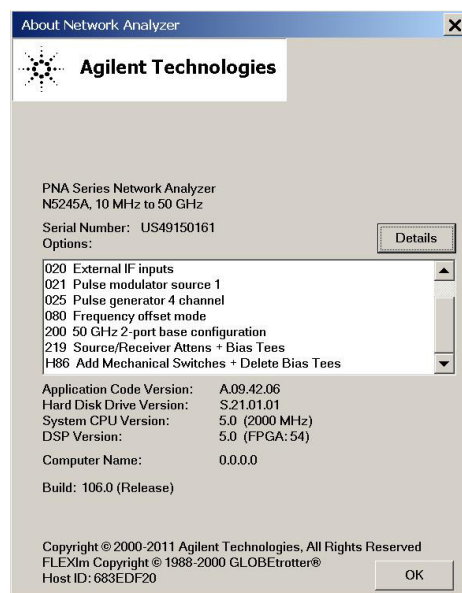 About Network Analyzer
Agilent Technologies
PNA Series Network Analyzer
N5245A, 10 MHz to 50 GHz
Serial Number: US49150161
Options:
Details
020 External IF inputs
021 Pulse modulator source 1
025 Pulse generator 4 channel
080 Frequency offset mode
200 50 GHz 2-port base configuration
219 Source/Receiver Attens + Bias Tees
H86 Add Mechanical Switches + Delete Bias Tees
Application Code Version: A.09.42.06
Hard Disk Drive Version: S.21.01.01
System CPU Version: 5.0 (2000 MHz)
DSP Version: 5.0 (FPGA: 54)
Computer Name: 0.0.0.0
Build: 106.0 (Release)
Copyright © 2000-2011 Agilent Technologies, All Rights Reserved
FLEXlm Copyright © 1988-2000 GLOBEtrotter®
Host ID: 683EDF20
OK